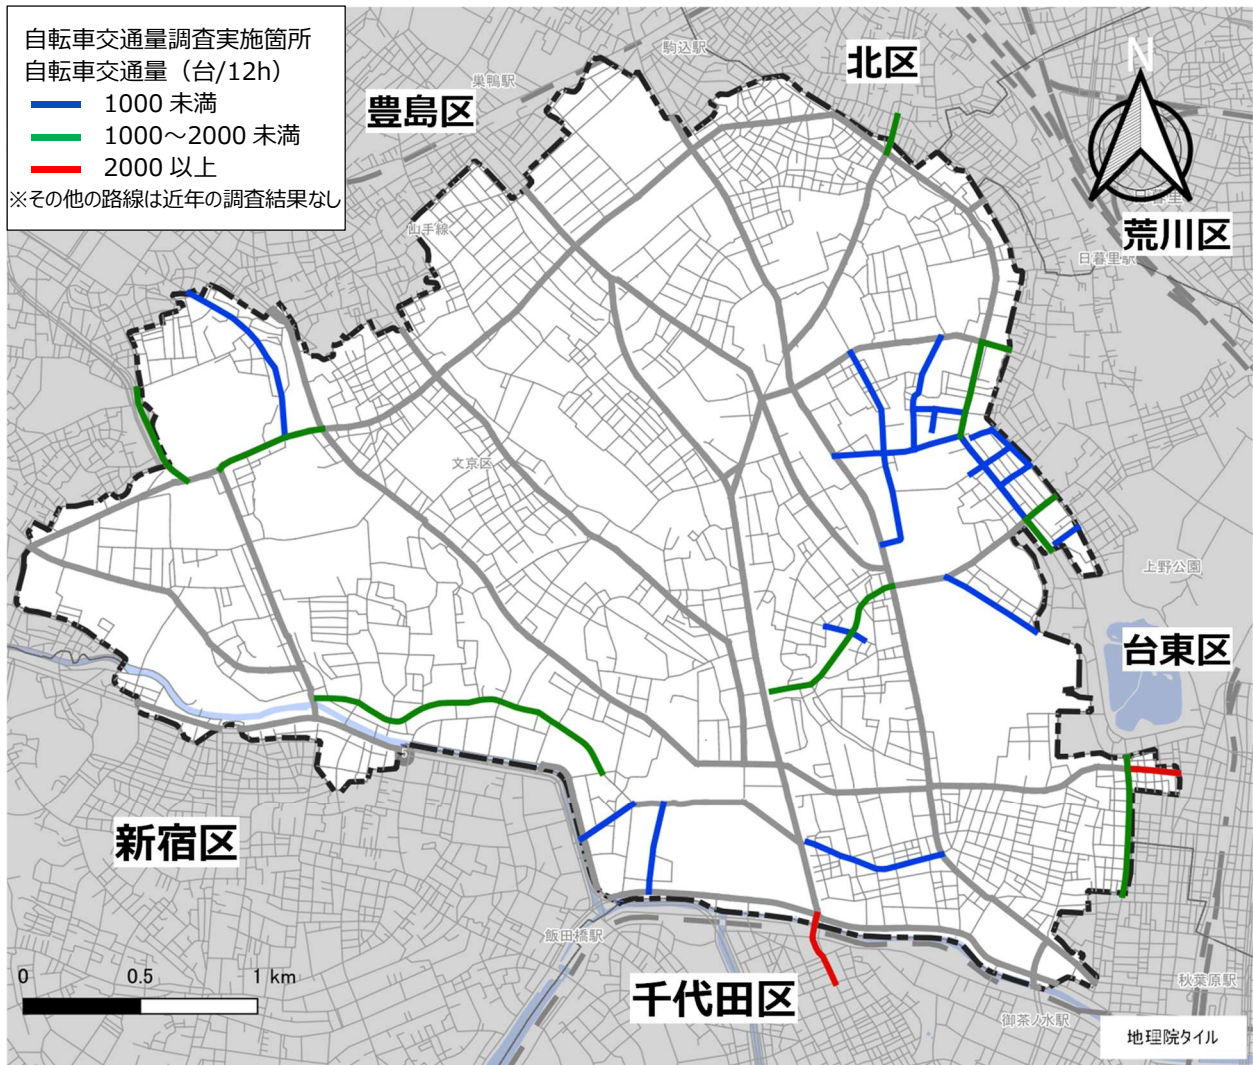 自転車交通量調査実施箇所
自転車交通量（台/12h）
1000 未満
1000～2000 未満
2000 以上
※その他の路線は近年の調査結果なし
駒込駅
北区
N
巣鴨駅
豊島区
山手線
荒川区
日暮里駅
文京区
上野公園
台東区
新宿区
飯田橋駅
千代田区
秋葉原駅
御茶ノ水駅
0 0.5 1 km
地理院タイル